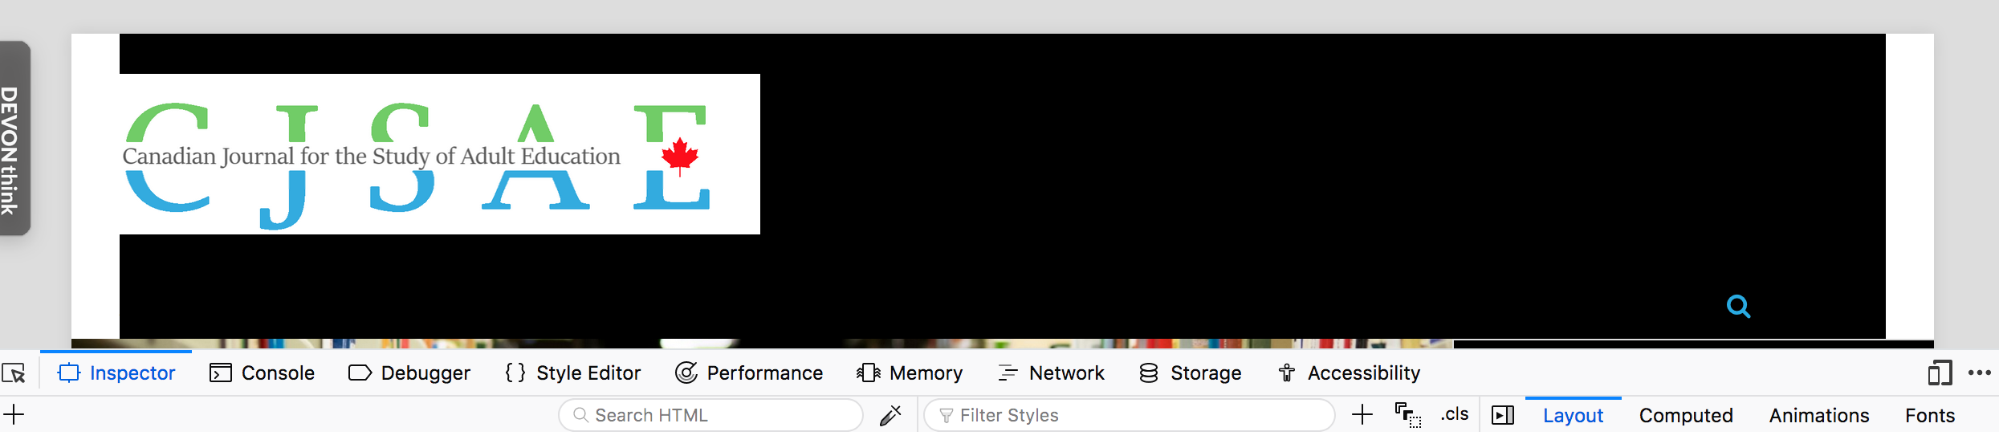 DEVONthink
C J S A E
Canadian Journal for the Study of Adult Education
Inspector Console Debugger {} Style Editor Performance Memory Network Storage Accessibility
+ Search HTML Filter Styles + .cls Layout Computed Animations Fonts